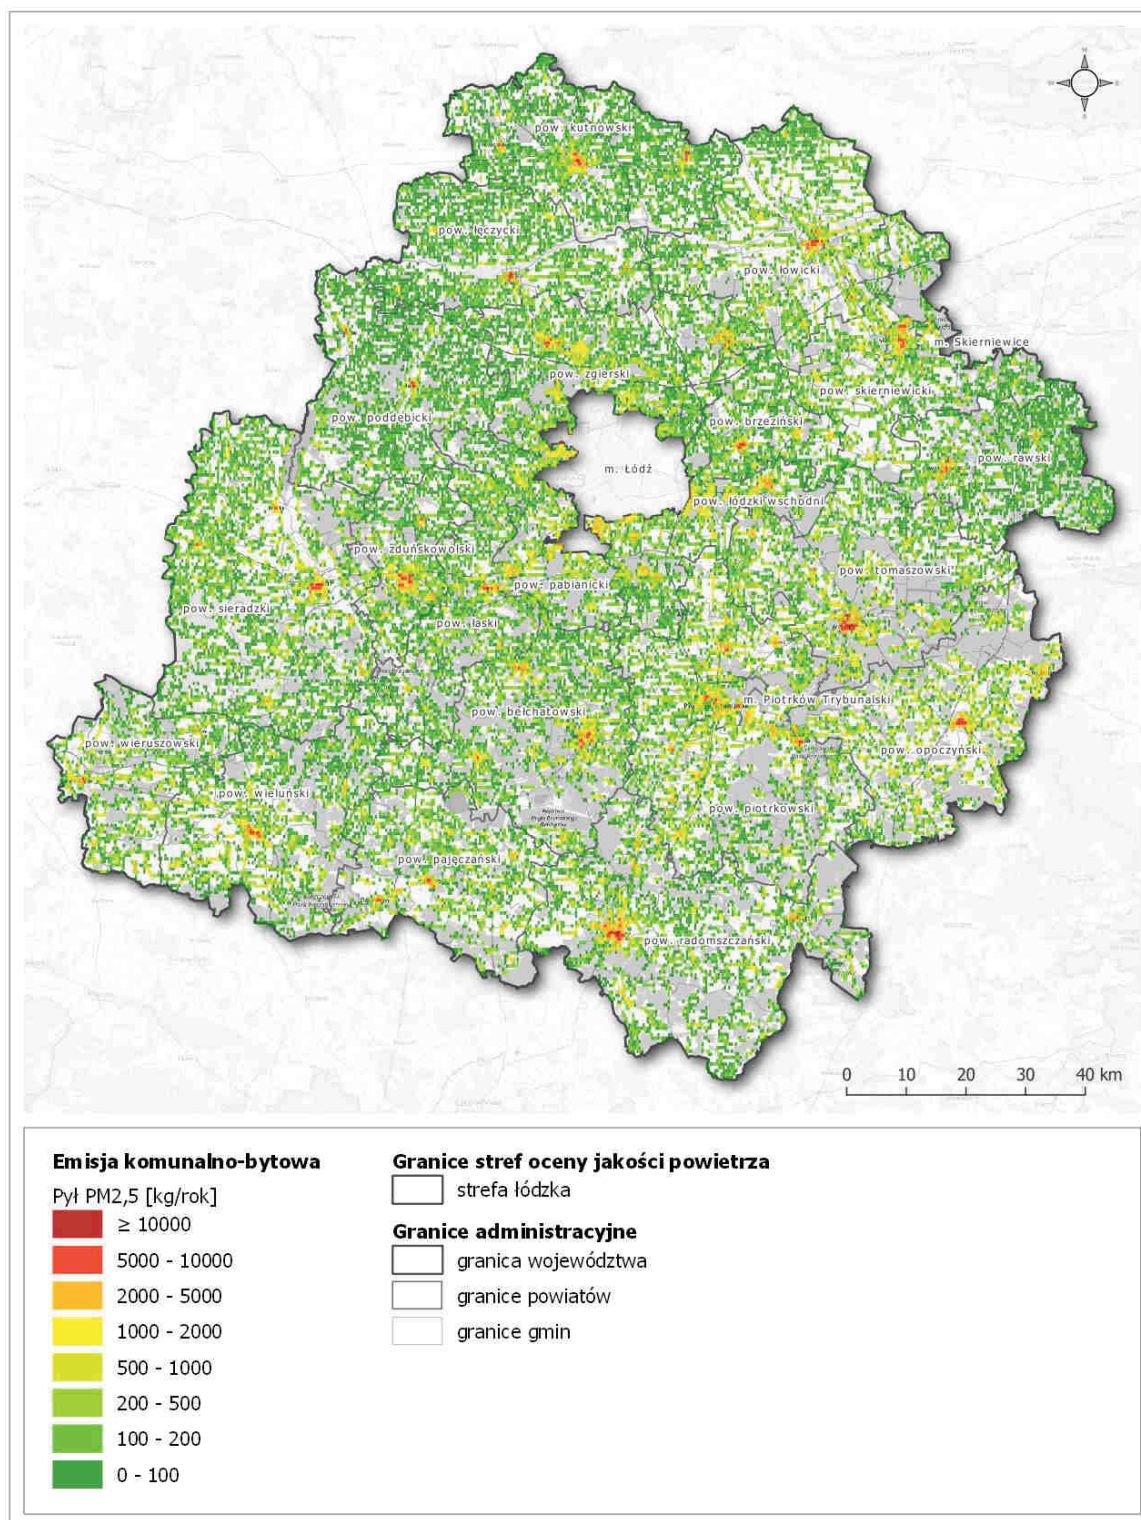 N
pow. kutnowski
pow. łęczycki
pow. łowicki
m. Skierniewice
pow. zgierski
pow. skierniewicki
pow. poddębicki
pow. brzeziński
pow. rawski
m. Łódź
pow. łódzki wschodni
pow. zduńskowolski
pow. tomaszowski
pow. pabianicki
pow. sieradzki
pow. łaski
m. Piotrków Trybunalski
pow. bełchatowski
pow. wieruszowski
pow. opoczyński
pow. wieluński
pow. piotrkowski
pow. pajęczański
pow. radomszczański
0 10 20 30 40 km
Emisja komunalno-bytowa
Pył PM2,5 [kg/rok]
≥ 10000
5000 - 10000
2000 - 5000
1000 - 2000
500 - 1000
200 - 500
100 - 200
0 - 100
Granice stref oceny jakości powietrza
strefa łódzka
Granice administracyjne
granica województwa
granice powiatów
granice gmin